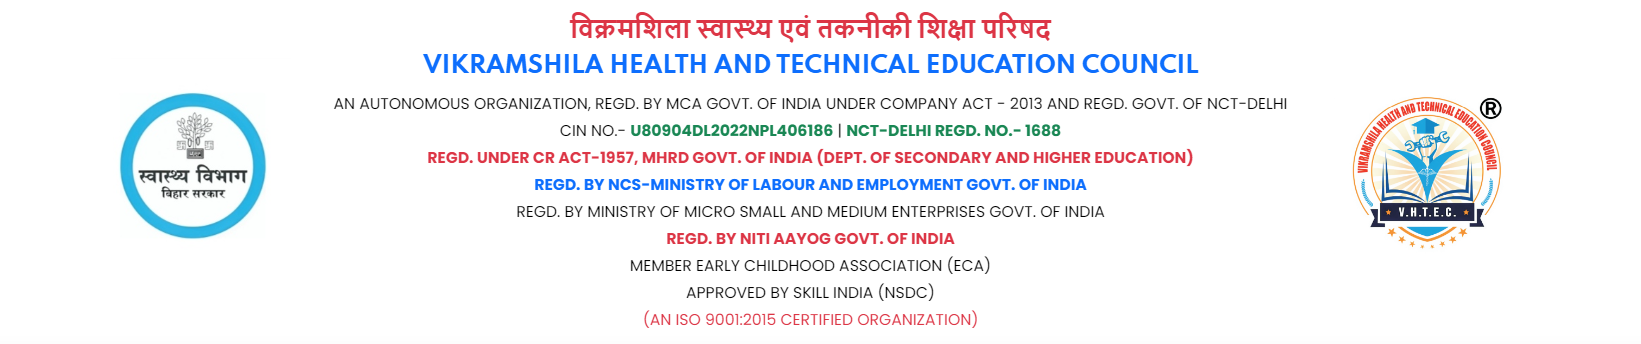 विक्रमशिला स्वास्थ्य एवं तकनीकी शिक्षा परिषद
VIKRAMSHILA HEALTH AND TECHNICAL EDUCATION COUNCIL
AN AUTONOMOUS ORGANIZATION, REGD. BY MCA GOVT. OF INDIA UNDER COMPANY ACT - 2013 AND REGD. GOVT. OF NCT-DELHI
CIN NO.- U80904DL2022NPL406186 | NCT-DELHI REGD. NO.- 1688
REGD. UNDER CR ACT-1957, MHRD GOVT. OF INDIA (DEPT. OF SECONDARY AND HIGHER EDUCATION)
REGD. BY NCS-MINISTRY OF LABOUR AND EMPLOYMENT GOVT. OF INDIA
REGD. BY MINISTRY OF MICRO SMALL AND MEDIUM ENTERPRISES GOVT. OF INDIA
REGD. BY NITI AAYOG GOVT. OF INDIA
MEMBER EARLY CHILDHOOD ASSOCIATION (ECA)
APPROVED BY SKILL INDIA (NSDC)
(AN ISO 9001:2015 CERTIFIED ORGANIZATION)
स्वास्थ्य विभाग
बिहार सरकार
VIKRAMSHILA HEALTH AND TECHNICAL EDUCATION COUNCIL
®
V.H.T.E.C.